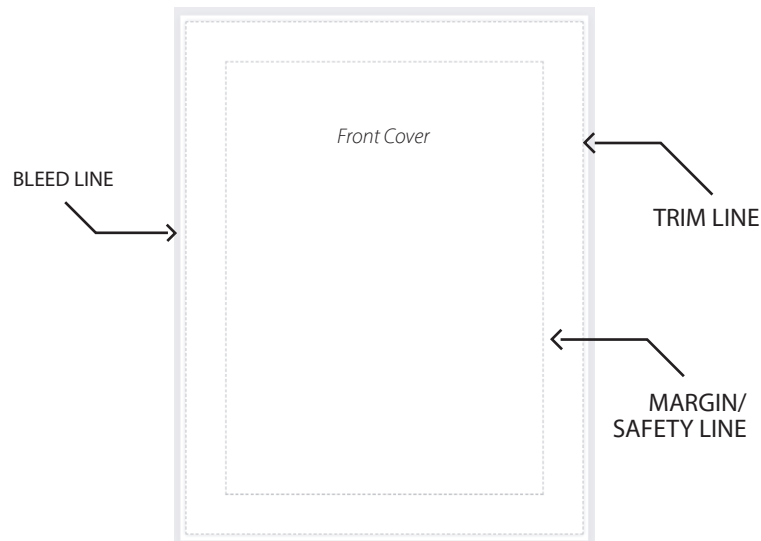 Front Cover
BLEED LINE
TRIM LINE
MARGIN/
SAFETY LINE